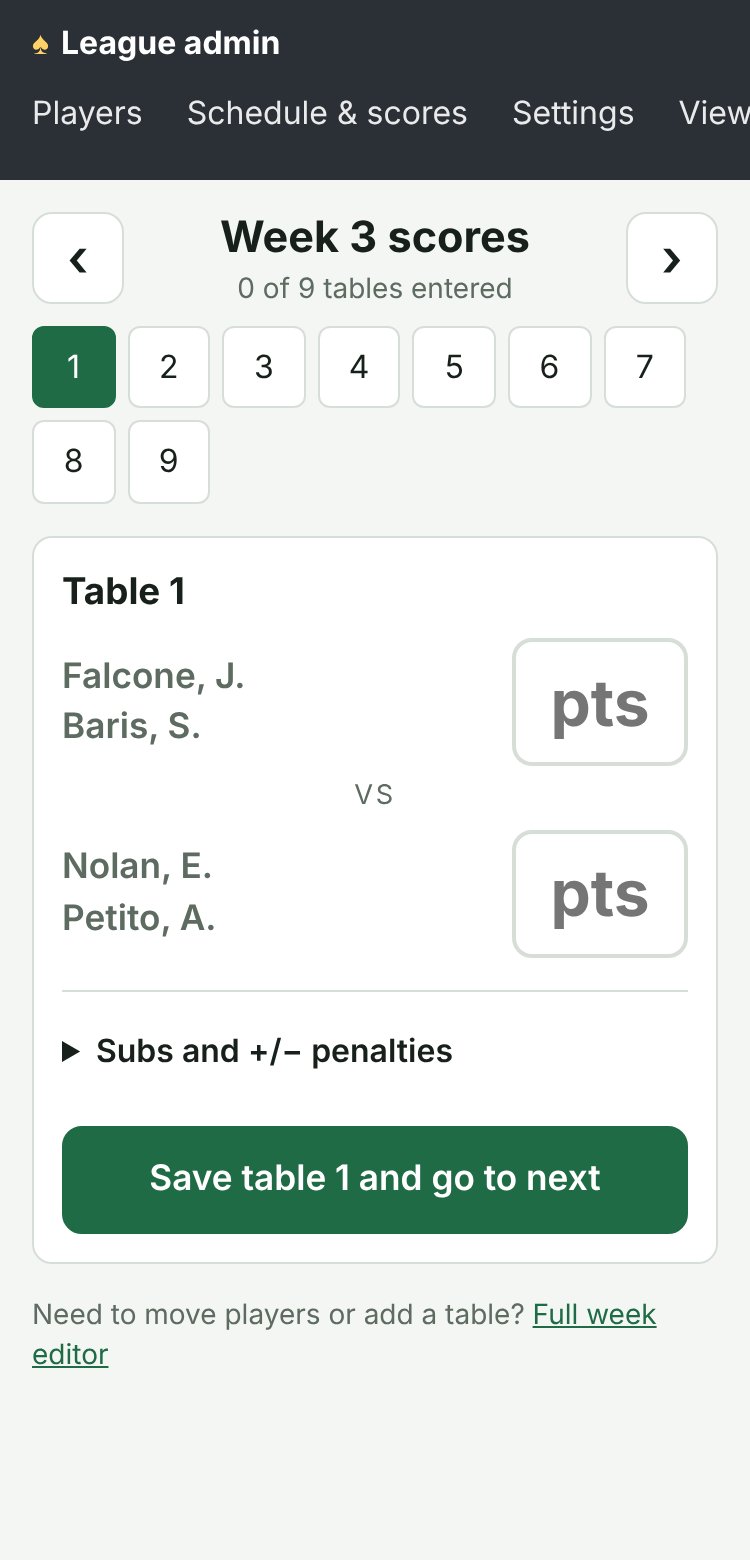 ♠ League admin
Players Schedule & scores Settings View
‹ Week 3 scores ›
0 of 9 tables entered
1 2 3 4 5 6 7
8 9
Table 1
Falcone, J.
Baris, S.
pts
VS
Nolan, E.
Petito, A.
pts
▶ Subs and +/− penalties
Save table 1 and go to next
Need to move players or add a table? Full week
editor